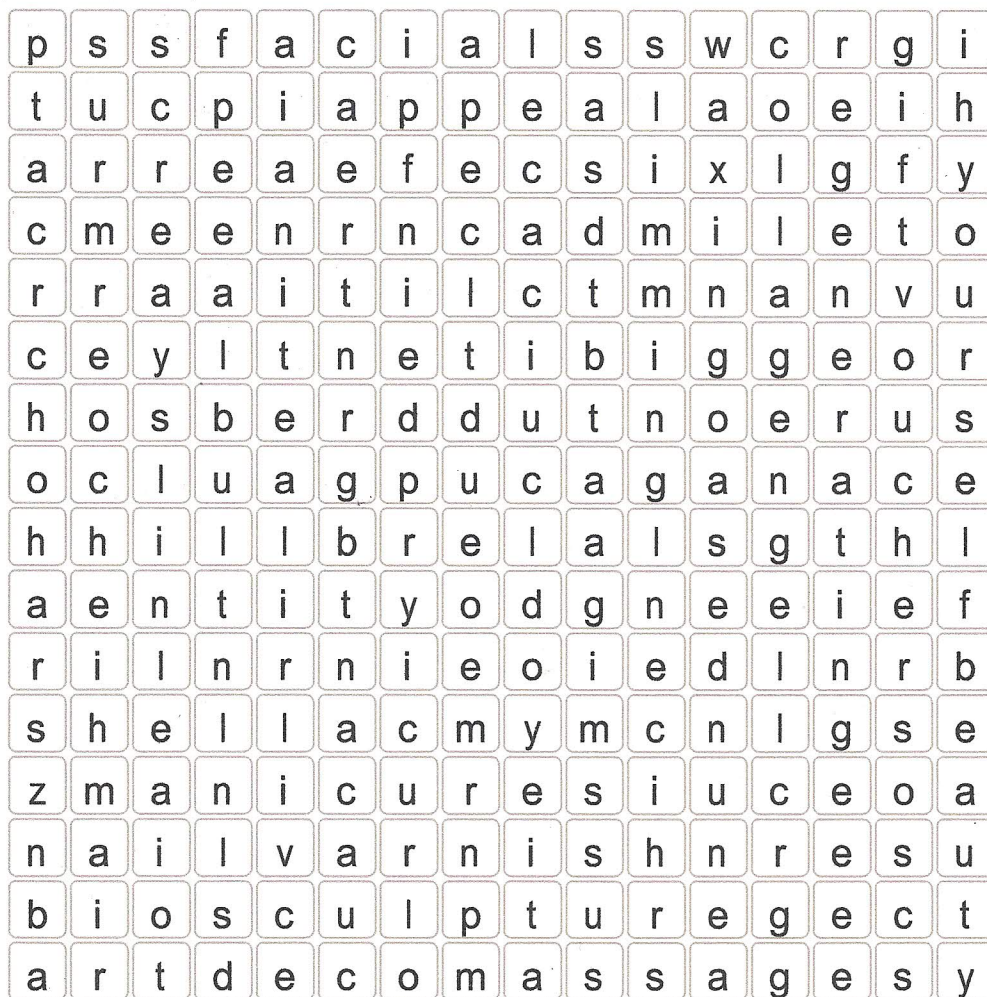 p s s f a c i a l s s w c r g i
t u c p i a p p e a l a o e i h
a r r e a e f e c s i x l g f y
c m e e n r n c a d m i l e t o
r r a a i t i l c t m n a n v u
c e y l t n e t i b i g g e o r
h o s b e r d d u t n o e r u s
o c l u a g p u c a g a n a c e
h h i l l b r e l a l s g t h l
a e n t i t y o d g n e e i e f
r i l n r n i e o i e d l n r b
s h e l l a c m y m c n l g s e
z m a n i c u r e s i u c e o a
n a i l v a r n i s h n r e s u
b i o s c u l p t u r e g e c t
a r t d e c o m a s s a g e s y